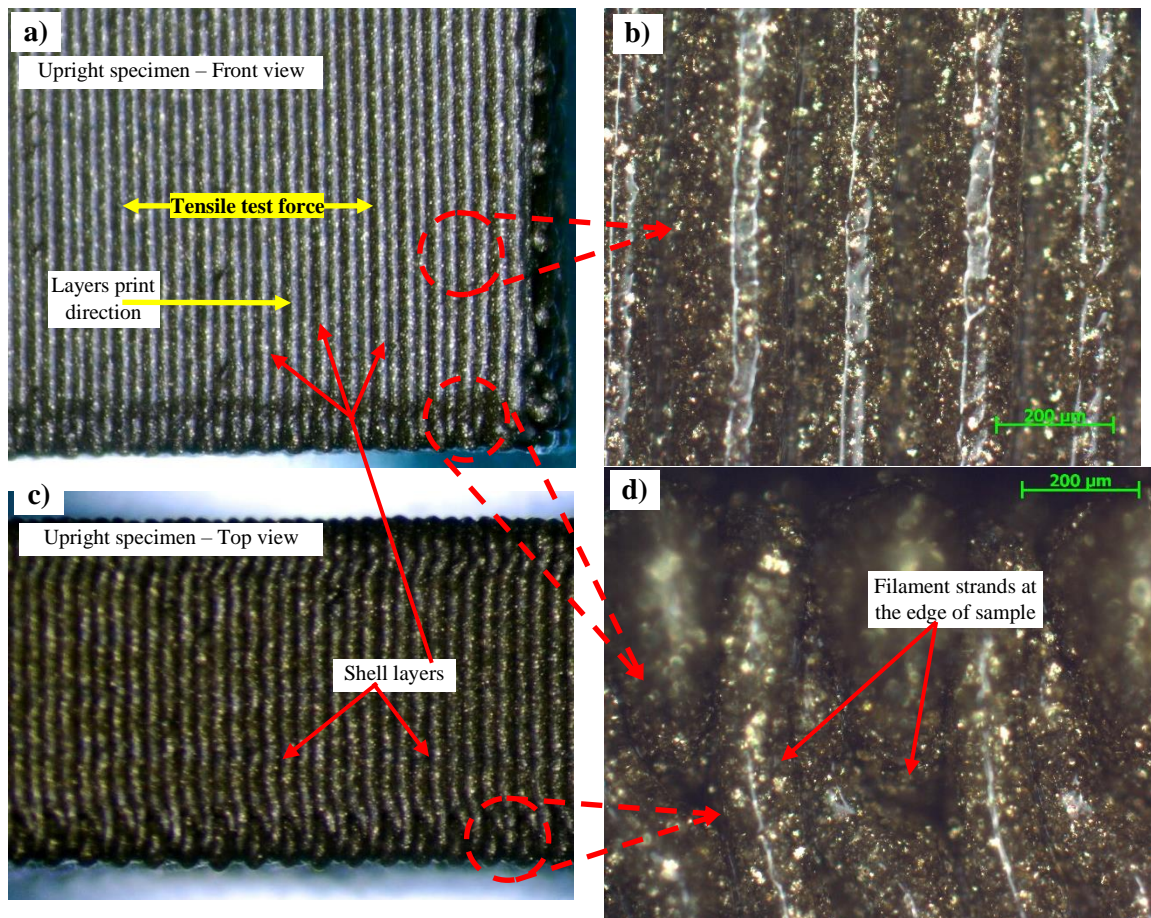 a)
Upright specimen – Front view
Tensile test force
Layers print
direction
b)
200 µm
c)
Upright specimen – Top view
Shell layers
d)
200 µm
Filament strands at
the edge of sample